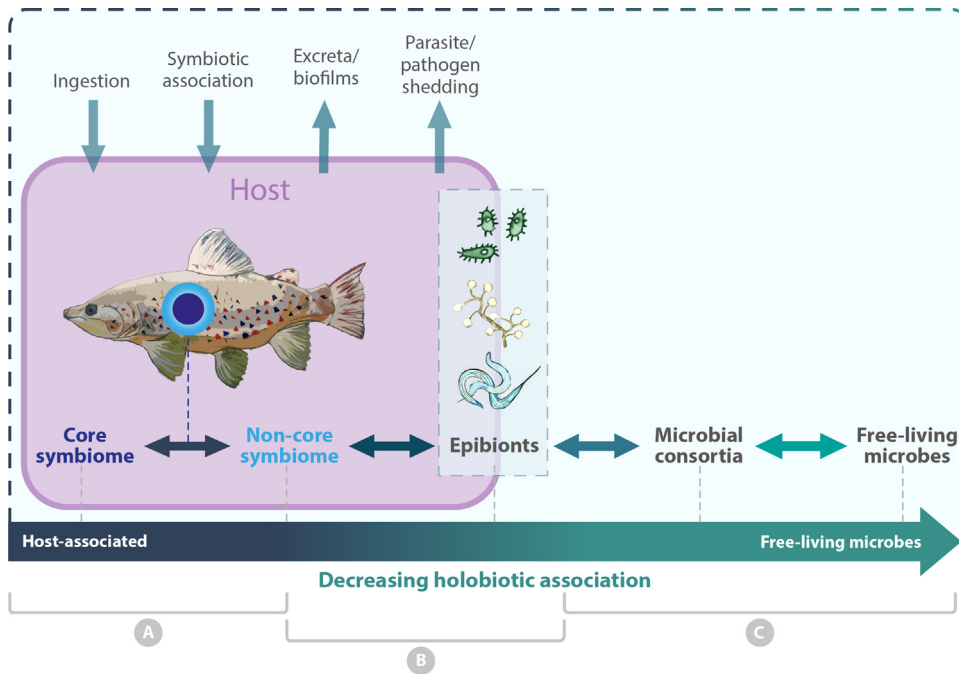 Ingestion
Symbiotic
association
Excreta/
biofilms
Parasite/
pathogen
shedding
Host
Core
symbiome
Non-core
symbiome
Epibionts
Microbial
consortia
Free-living
microbes
Host-associated
Free-living microbes
Decreasing holobiotic association
A
B
C